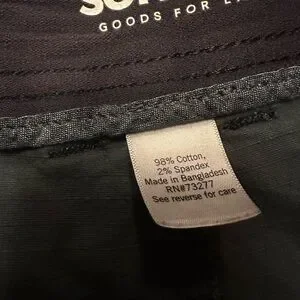 GOODS FOR
98% Cotton,
2% Spandex
Made in Bangladesh
RN#73277
See reverse for care